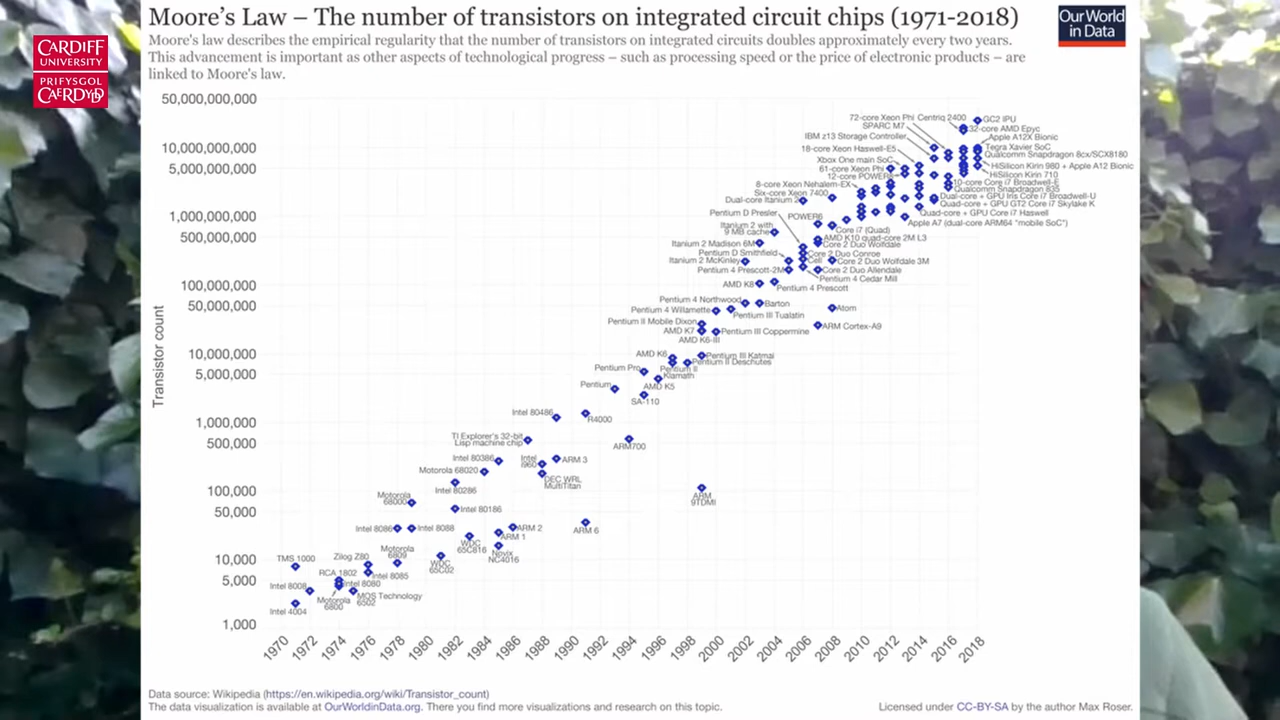 CARDIFF
UNIVERSITY
PRIFYSGOL
CAERDYDD
Moore's Law – The number of transistors on integrated circuit chips (1971-2018)
Our World
in Data
Moore's law describes the empirical regularity that the number of transistors on integrated circuits doubles approximately every two years.
This advancement is important as other aspects of technological progress – such as processing speed or the price of electronic products – are
linked to Moore's law.
Transistor count
50,000,000,000
10,000,000,000
5,000,000,000
1,000,000,000
500,000,000
100,000,000
50,000,000
10,000,000
5,000,000
1,000,000
500,000
100,000
50,000
10,000
5,000
1,000
72-core Xeon Phi
Centriq 2400
GC2 IPU
SPARC M7
32-core AMD Epyc
IBM z13 Storage Controller
Apple A12X Bionic
18-core Xeon Haswell-E5
Tegra Xavier SoC
Qualcomm Snapdragon 8cx/SCX8180
Xbox One main SoC
61-core Xeon Phi
HiSilicon Kirin 980 + Apple A12 Bionic
12-core POWER8
HiSilicon Kirin 710
8-core Xeon Nehalem-EX
10-core Core i7 Broadwell-E
Qualcomm Snapdragon 835
Six-core Xeon 7400
Dual-core Itanium 2
Dual-core + GPU Iris Core i7 Broadwell-U
Quad-core + GPU GT2 Core i7 Skylake K
Pentium D Presler
POWER6
Quad-core + GPU Core i7 Haswell
Apple A7 (dual-core ARM64 "mobile SoC")
Itanium 2 with
9 MB cache
Core i7 (Quad)
AMD K10 quad-core 2M L3
Core 2 Duo Wolfdale
Itanium 2 Madison 6M
Pentium D Smithfield
Core 2 Duo Conroe
Itanium 2 McKinley
Cell
Core 2 Duo Wolfdale 3M
Pentium 4 Prescott-2M
Core 2 Duo Allendale
Pentium 4 Cedar Mill
AMD K8
Pentium 4 Prescott
Pentium 4 Northwood
Barton
Pentium 4 Willamette
Pentium III Tualatin
Atom
Pentium II Mobile Dixon
AMD K7
Pentium III Coppermine
ARM Cortex-A9
AMD K6-III
AMD K6
Pentium III Katmai
Pentium II Deschutes
Pentium Pro
Pentium II
Klamath
Pentium
AMD K5
SA-110
Intel 80486
R4000
TI Explorer's 32-bit
Lisp machine chip
ARM700
Intel 80386
Intel
i960
ARM 3
Motorola 68020
DEC WRL
MultiTitan
Intel 80286
Motorola
68000
ARM
9TDMI
Intel 80186
Intel 8086
Intel 8088
ARM 2
ARM 6
ARM 1
WDC
65C816
Novix
NC4016
TMS 1000
Zilog Z80
Motorola
6809
WDC
65C02
RCA 1802
Intel 8085
Intel 8008
Intel 8080
Motorola
6800
MOS Technology
6502
Intel 4004
1970
1972
1974
1976
1978
1980
1982
1984
1986
1988
1990
1992
1994
1996
1998
2000
2002
2004
2006
2008
2010
2012
2014
2016
2018
Data source: Wikipedia (https://en.wikipedia.org/wiki/Transistor_count)
The data visualization is available at OurWorldinData.org. There you find more visualizations and research on this topic.
Licensed under CC-BY-SA by the author Max Roser.